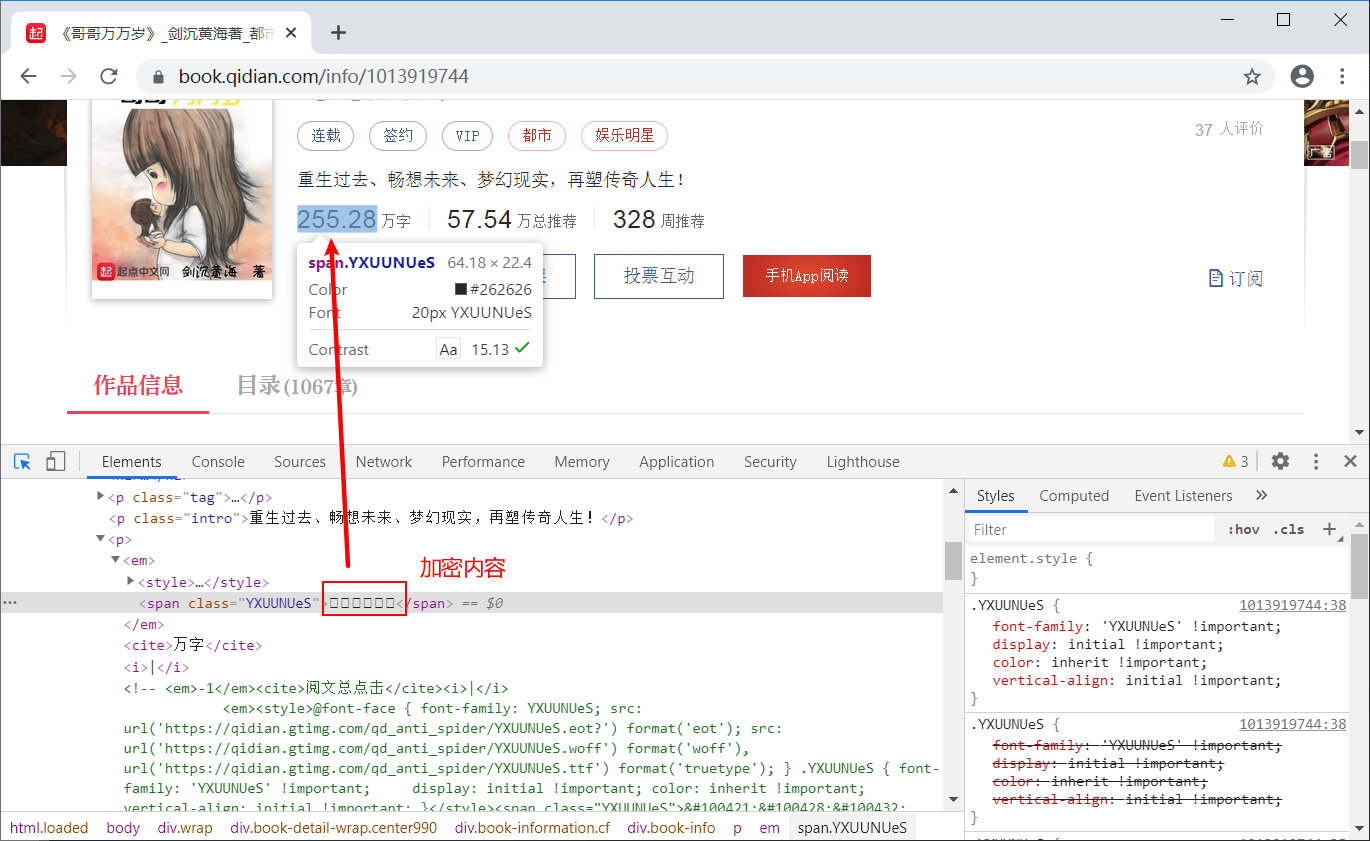 起 《哥哥万万岁》_剑沉黄海著_都市
book.qidian.com/info/1013919744
连载 签约 VIP 都市 娱乐明星
37 人评价
广告
重生过去、畅想未来、梦幻现实，再塑传奇人生！
255.28 万字 57.54 万总推荐 328 周推荐
起 起点中文网 剑沉黄海 著
span.YXUUNUeS 64.18 × 22.4
Color #262626
Font 20px YXUUNUeS
Contrast Aa 15.13
投票互动 手机App阅读
订阅
作品信息 目录(1067章)
Elements Console Sources Network Performance Memory Application Security Lighthouse 3
<p class="tag">…</p>
<p class="intro">重生过去、畅想未来、梦幻现实，再塑传奇人生！</p>
<p>
<em>
加密内容
<style>…</style>
<span class="YXUUNUeS">□□□□□□</span> == $0
</em>
<cite>万字</cite>
<i>|</i>
<!-- <em>-1</em><cite>阅文总点击</cite><i>|</i>
<em><style>@font-face { font-family: YXUUNUeS; src:
url('https://qidian.gtimg.com/qd_anti_spider/YXUUNUeS.eot?') format('eot'); src:
url('https://qidian.gtimg.com/qd_anti_spider/YXUUNUeS.woff') format('woff'),
url('https://qidian.gtimg.com/qd_anti_spider/YXUUNUeS.ttf') format('truetype'); } .YXUUNUeS { font-
family: 'YXUUNUeS' !important; display: initial !important; color: inherit !important;
vertical-align: initial !important; }</style><span class="YXUUNUeS">&#100421;&#100428;&#100432;
html.loaded body div.wrap div.book-detail-wrap.center990 div.book-information.cf div.book-info p em span.YXUUNUeS
Styles Computed Event Listeners »
Filter :hov .cls +
element.style {
}
.YXUUNUeS { 1013919744:38
font-family: 'YXUUNUeS' !important;
display: initial !important;
color: inherit !important;
vertical-align: initial !important;
}
.YXUUNUeS { 1013919744:38
font-family: 'YXUUNUeS' !important;
display: initial !important;
color: inherit !important;
vertical-align: initial !important;
}